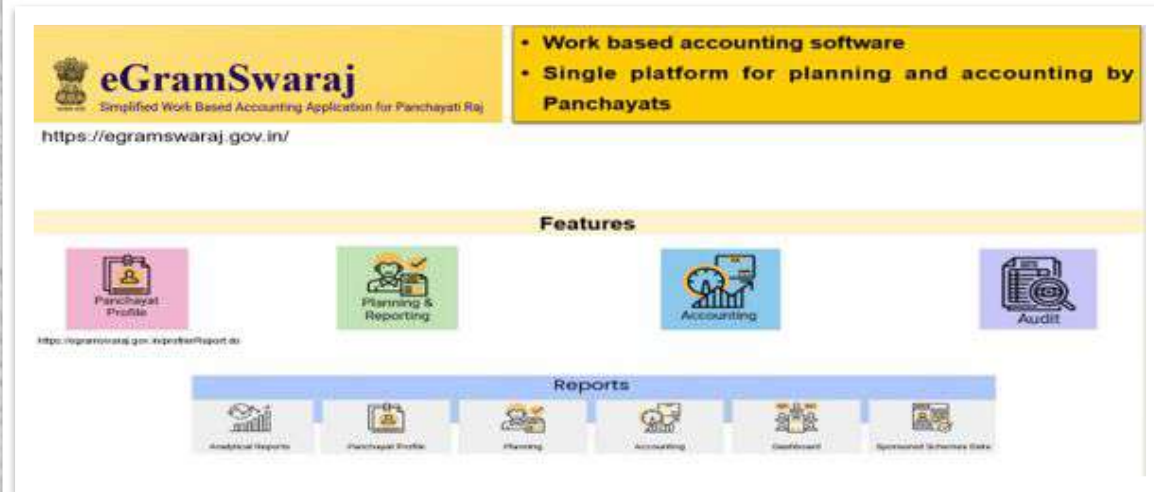 eGramSwaraj
Simplified Work Based Accounting Application for Panchayati Raj
https://egramswaraj.gov.in/
• Work based accounting software
• Single platform for planning and accounting by
Panchayats
Features
Panchayat
Profile
Planning &
Reporting
Accounting
Audit
Reports
Analytical Reports
Panchayat Profile
Planning
Accounting
Dashboard
Sponsored Schemes Data